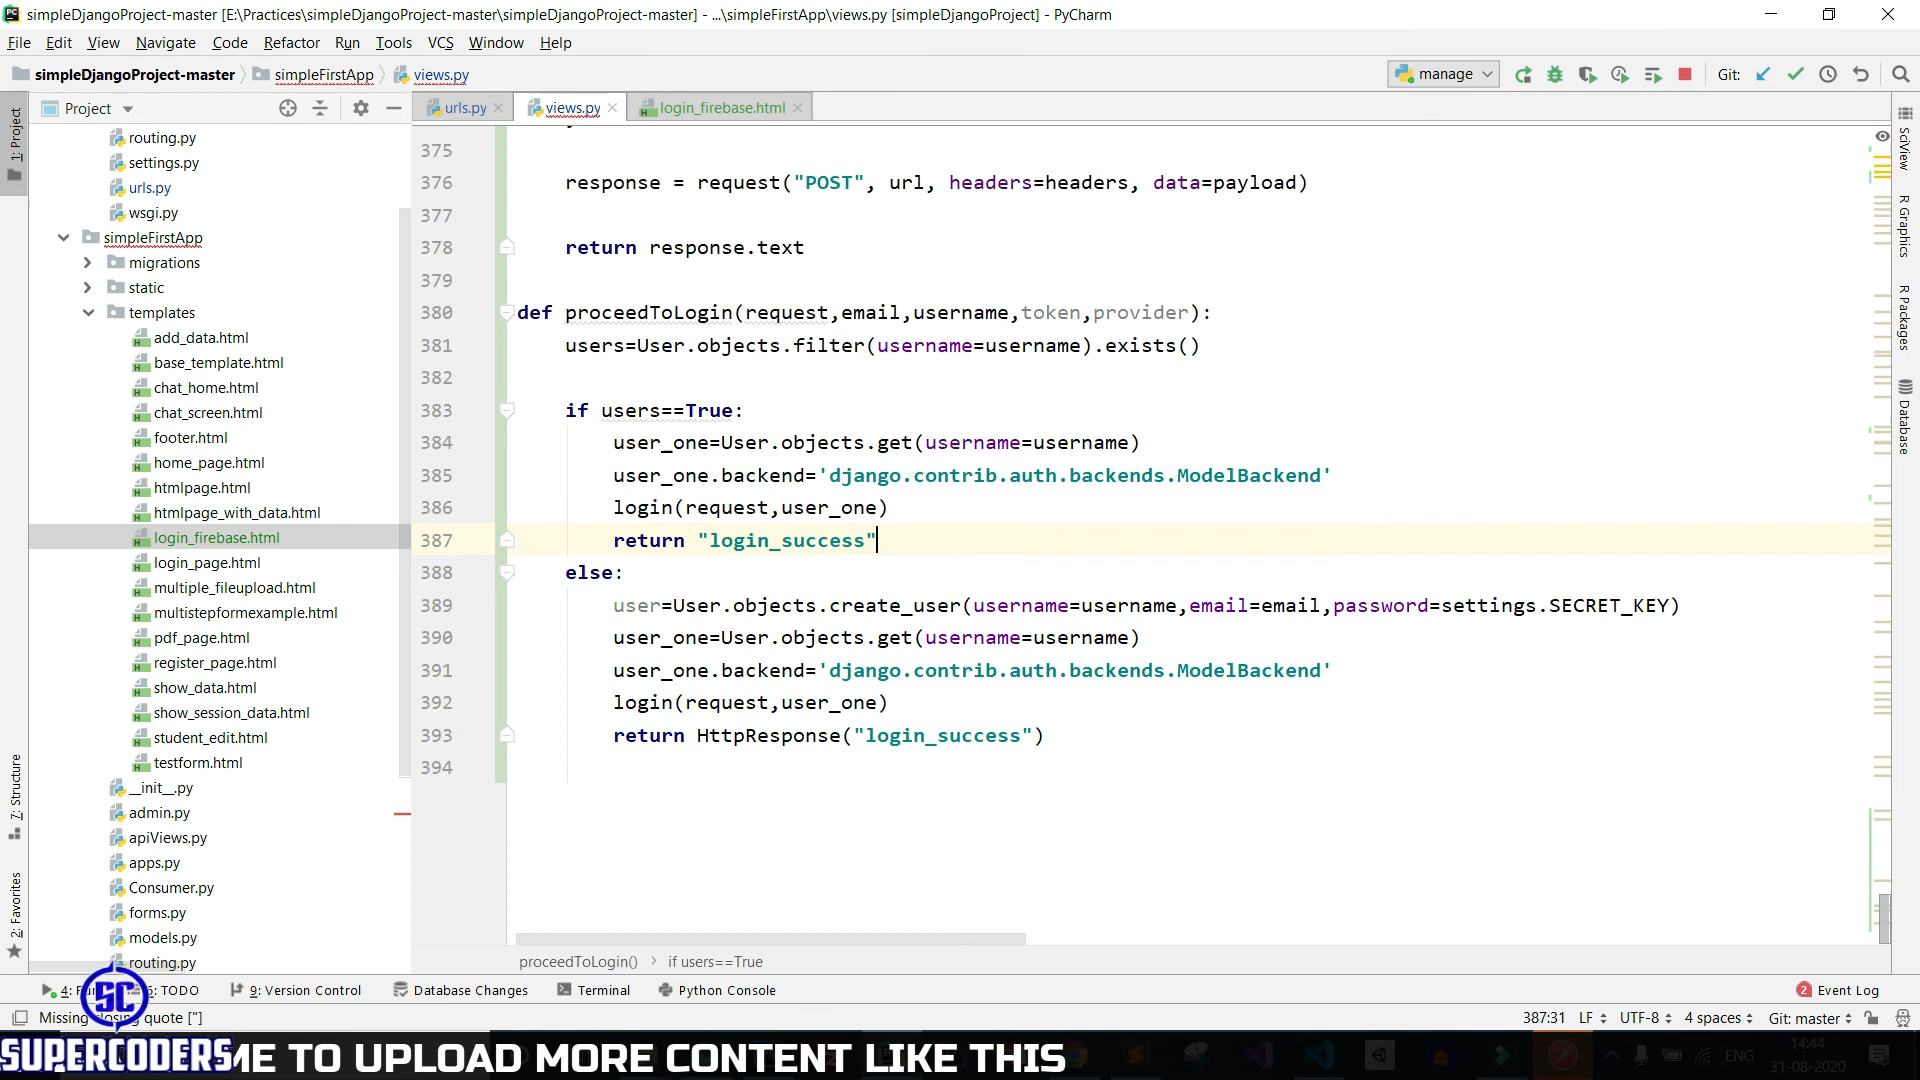 simpleDjangoProject-master [E:\Practices\simpleDjangoProject-master\simpleDjangoProject-master] - ...\simpleFirstApp\views.py [simpleDjangoProject] - PyCharm
File Edit View Navigate Code Refactor Run Tools VCS Window Help
simpleDjangoProject-master simpleFirstApp views.py manage Git:
Project urls.py views.py login_firebase.html
1: Project
routing.py
settings.py
urls.py
wsgi.py
simpleFirstApp
migrations
static
templates
add_data.html
base_template.html
chat_home.html
chat_screen.html
footer.html
home_page.html
htmlpage.html
htmlpage_with_data.html
login_firebase.html
login_page.html
multiple_fileupload.html
multistepformexample.html
pdf_page.html
register_page.html
show_data.html
show_session_data.html
student_edit.html
testform.html
__init__.py
admin.py
apiViews.py
apps.py
Consumer.py
forms.py
models.py
routing.py
7: Structure
2: Favorites
375
376 response = request("POST", url, headers=headers, data=payload)
377
378 return response.text
379
380 def proceedToLogin(request,email,username,token,provider):
381 users=User.objects.filter(username=username).exists()
382
383 if users==True:
384 user_one=User.objects.get(username=username)
385 user_one.backend='django.contrib.auth.backends.ModelBackend'
386 login(request,user_one)
387 return "login_success"
388 else:
389 user=User.objects.create_user(username=username,email=email,password=settings.SECRET_KEY)
390 user_one=User.objects.get(username=username)
391 user_one.backend='django.contrib.auth.backends.ModelBackend'
392 login(request,user_one)
393 return HttpResponse("login_success")
394
SciView
R Graphics
R Packages
Database
proceedToLogin() if users==True
4: 6: TODO 9: Version Control Database Changes Terminal Python Console 2 Event Log
Missing closing quote ["] 387:31 LF UTF-8 4 spaces Git: master
SC
SUPERCODERS ME TO UPLOAD MORE CONTENT LIKE THIS
ENG 14:44
31-08-2020